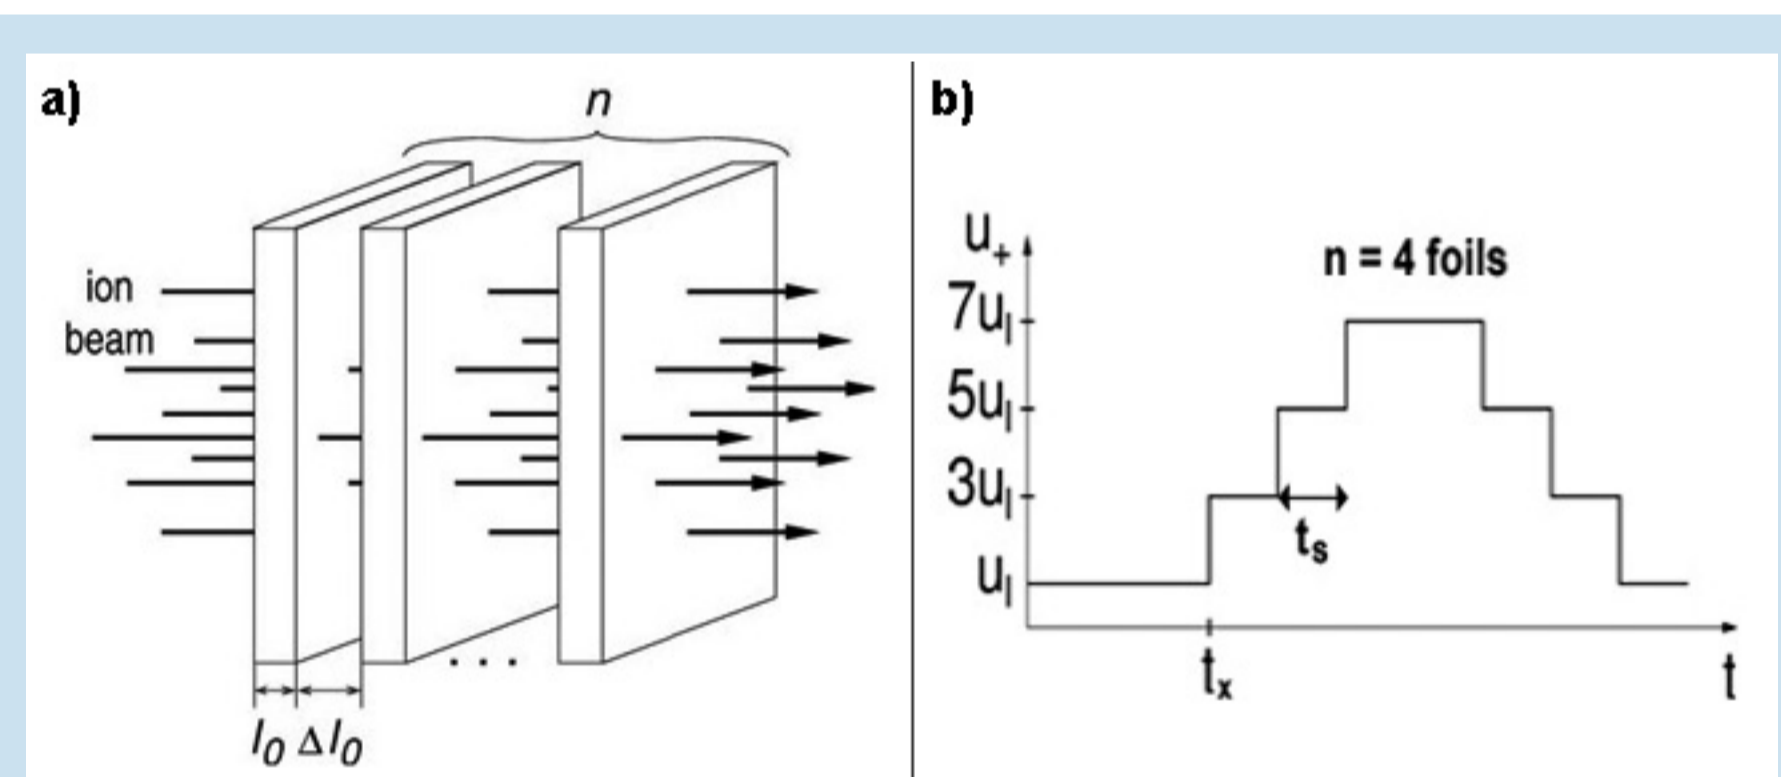 a)
n
ion
beam
l0 Δl0
b)
u+
n = 4 foils
7ul
5ul
3ul
ts
ul
tx
t